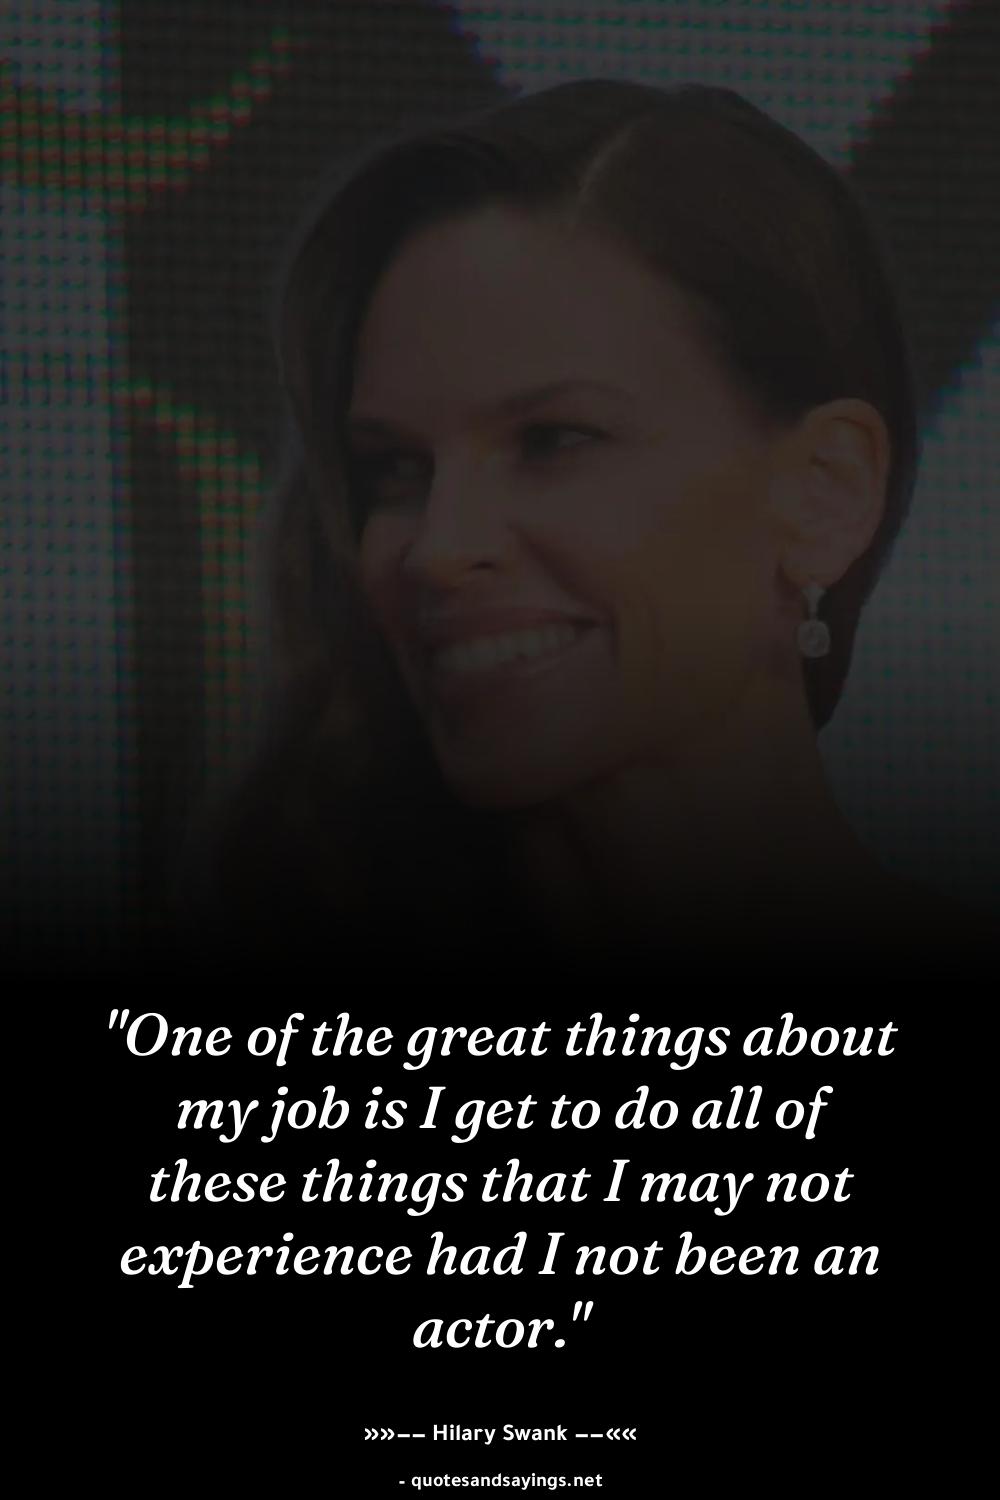 "One of the great things about
my job is I get to do all of
these things that I may not
experience had I not been an
actor."
»»–– Hilary Swank ––««
- quotesandsayings.net